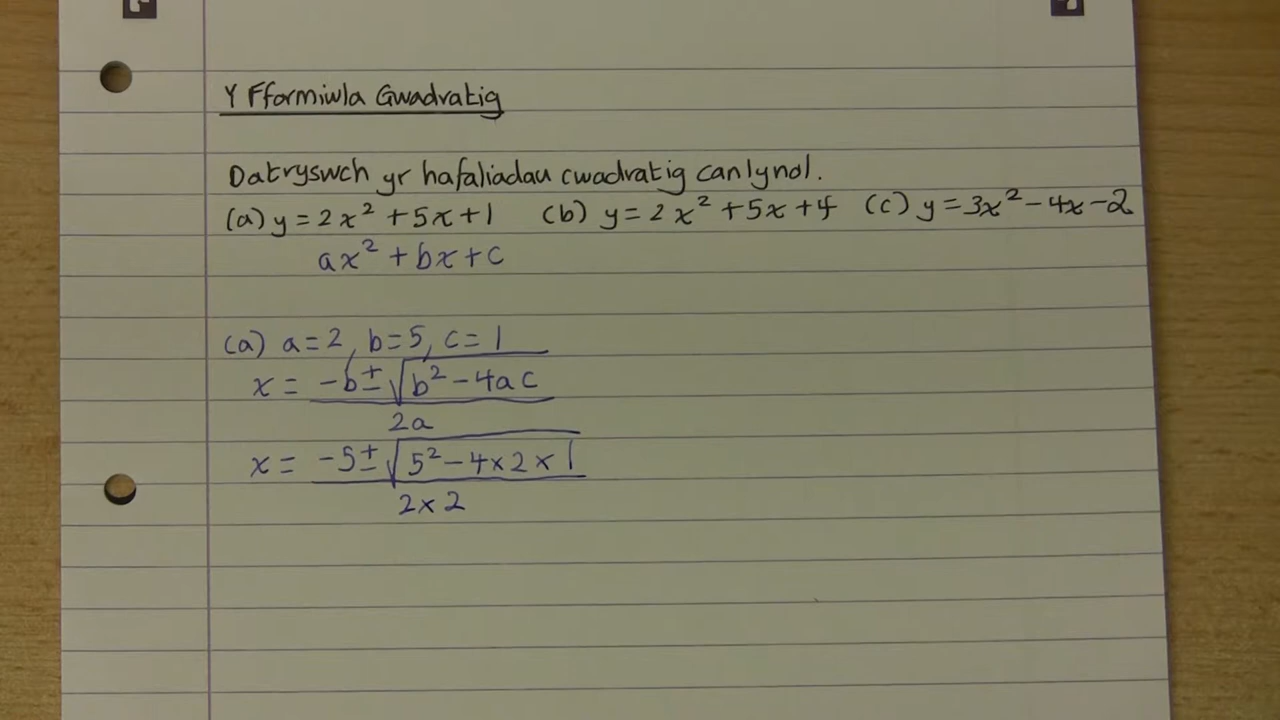 Y Fformiwla Gwadratig
Datryswch yr hafaliadau cwadratig canlynol.
(a) y = 2x² + 5x + 1 (b) y = 2x² + 5x + 4 (c) y = 3x² - 4x - 2
ax² + bx + c
(a) a = 2, b = 5, c = 1
x = -b ± √b² - 4ac
2a
x = -5 ± √5² - 4 x 2 x 1
2 x 2